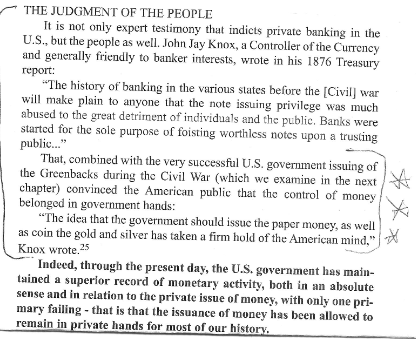 THE JUDGMENT OF THE PEOPLE
It is not only expert testimony that indicts private banking in the
U.S., but the people as well. John Jay Knox, a Controller of the Currency
and generally friendly to banker interests, wrote in his 1876 Treasury
report:
"The history of banking in the various states before the [Civil] war
will make plain to anyone that the note issuing privilege was much
abused to the great detriment of individuals and the public. Banks were
started for the sole purpose of foisting worthless notes upon a trusting
public..."
That, combined with the very successful U.S. government issuing of
the Greenbacks during the Civil War (which we examine in the next
chapter) convinced the American public that the control of money
belonged in government hands:
"The idea that the government should issue the paper money, as well
as coin the gold and silver has taken a firm hold of the American mind,"
Knox wrote.25
Indeed, through the present day, the U.S. government has main-
tained a superior record of monetary activity, both in an absolute
sense and in relation to the private issue of money, with only one pri-
mary failing - that is that the issuance of money has been allowed to
remain in private hands for most of our history.